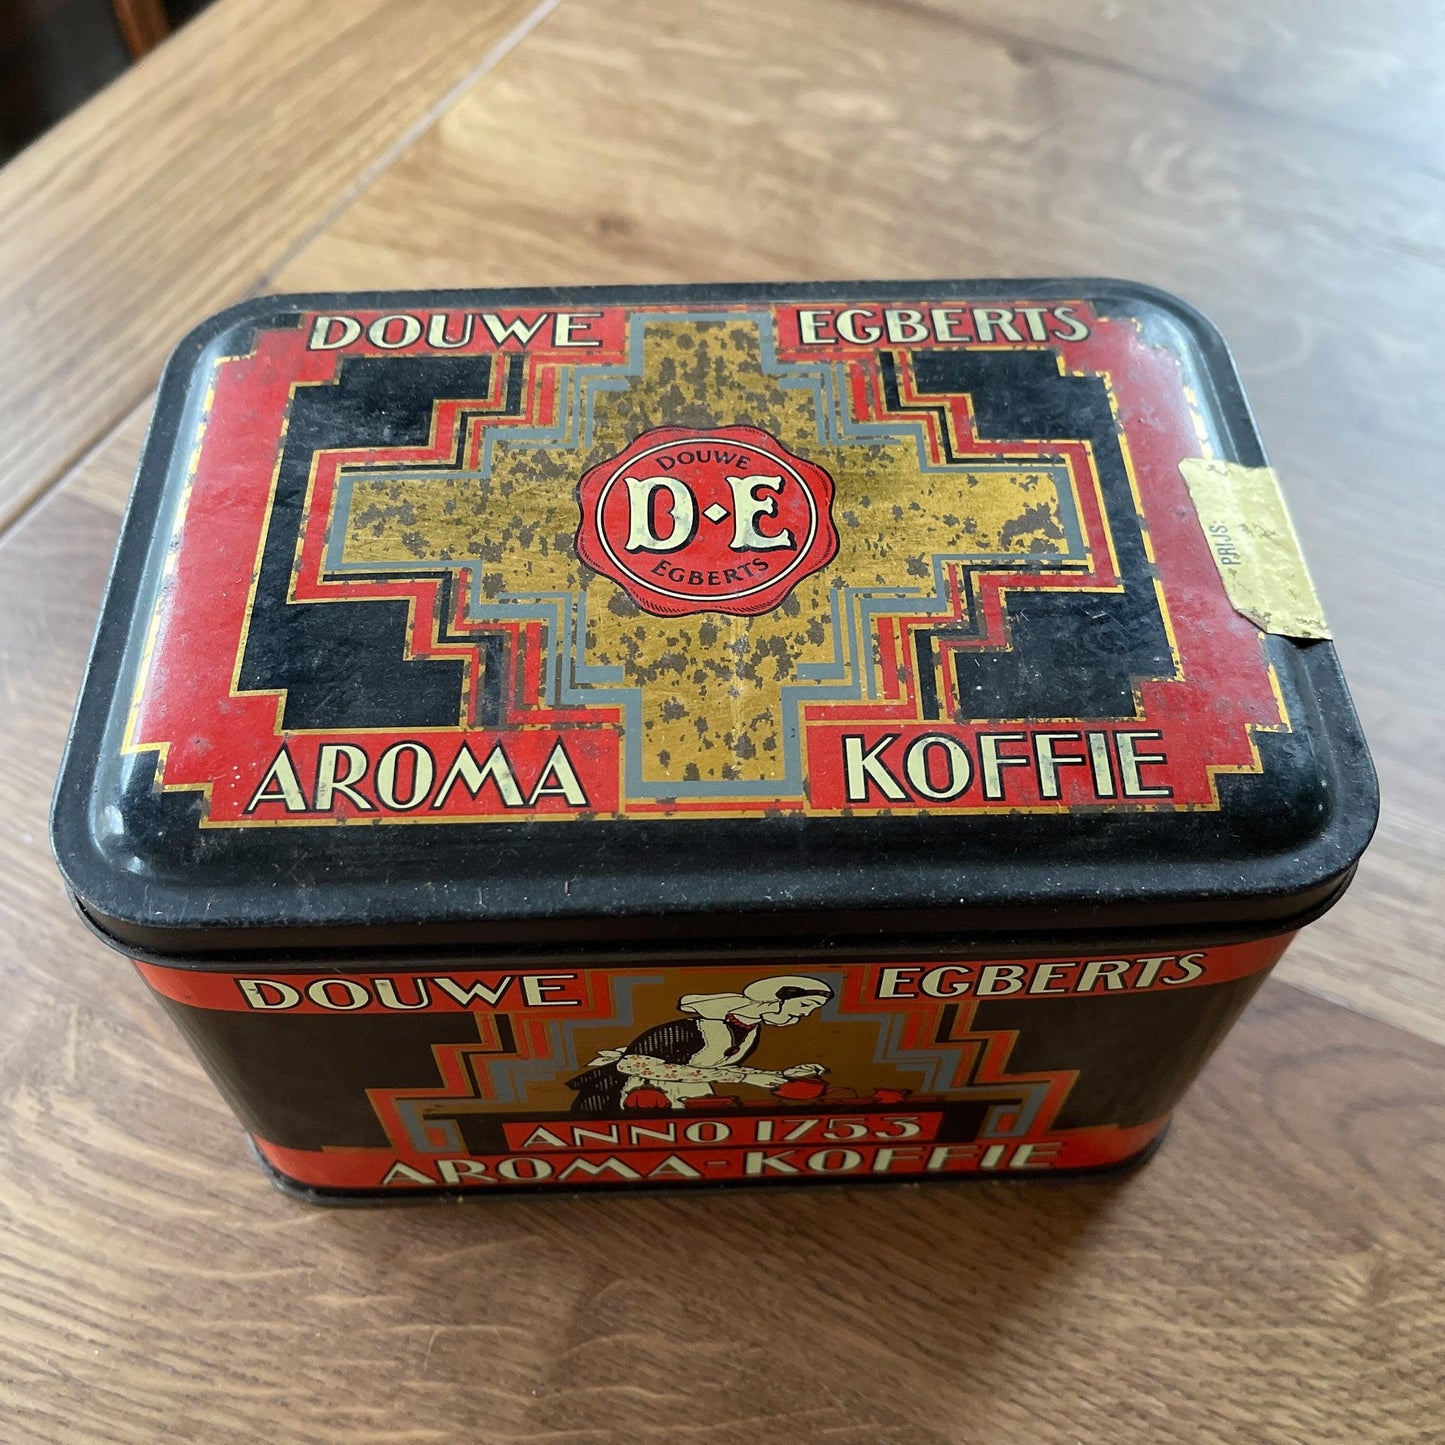 DOUWE EGBERTS
DOUWE
D·E
EGBERTS
PRIJS:
AROMA KOFFIE
DOUWE EGBERTS
ANNO 1753
AROMA-KOFFIE